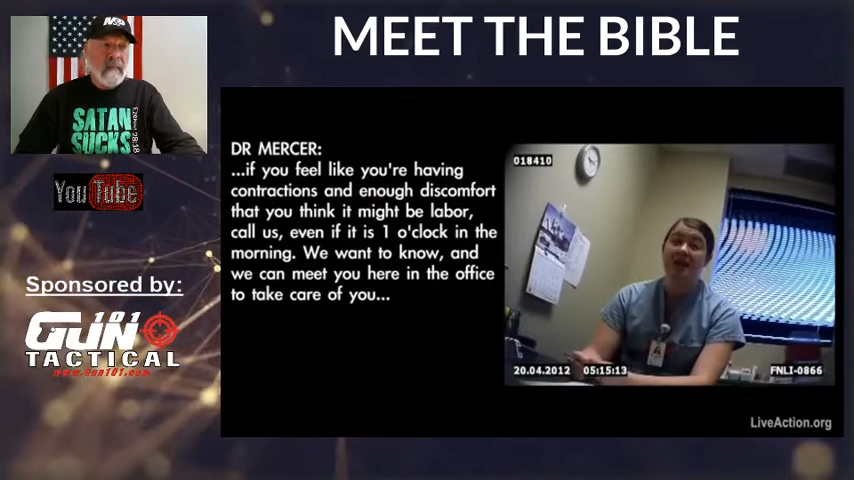 MEET THE BIBLE
M&P
SATAN
SUCKS
Ezekiel 28:18
YouTube
Sponsored by:
GUN 101
TACTICAL
www.Gun101.com
DR MERCER:
...if you feel like you're having
contractions and enough discomfort
that you think it might be labor,
call us, even if it is 1 o'clock in the
morning. We want to know, and
we can meet you here in the office
to take care of you...
018410
20.04.2012 05:15:13 FNLI-0866
LiveAction.org